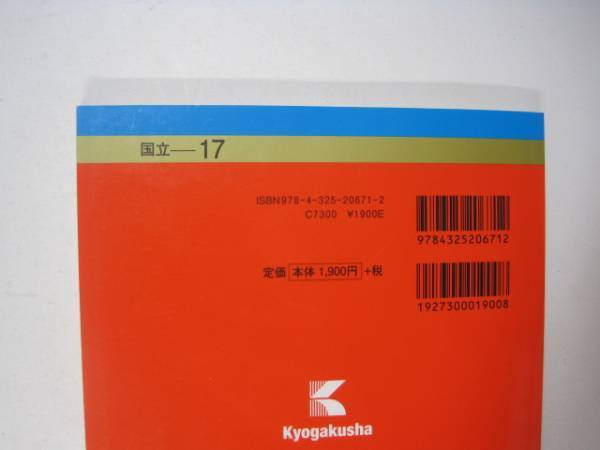 国立―17
ISBN978-4-325-20671-2
C7300 ¥1900E
9784325206712
定価 本体 1,900円 +税
1927300019008
Kyogakusha